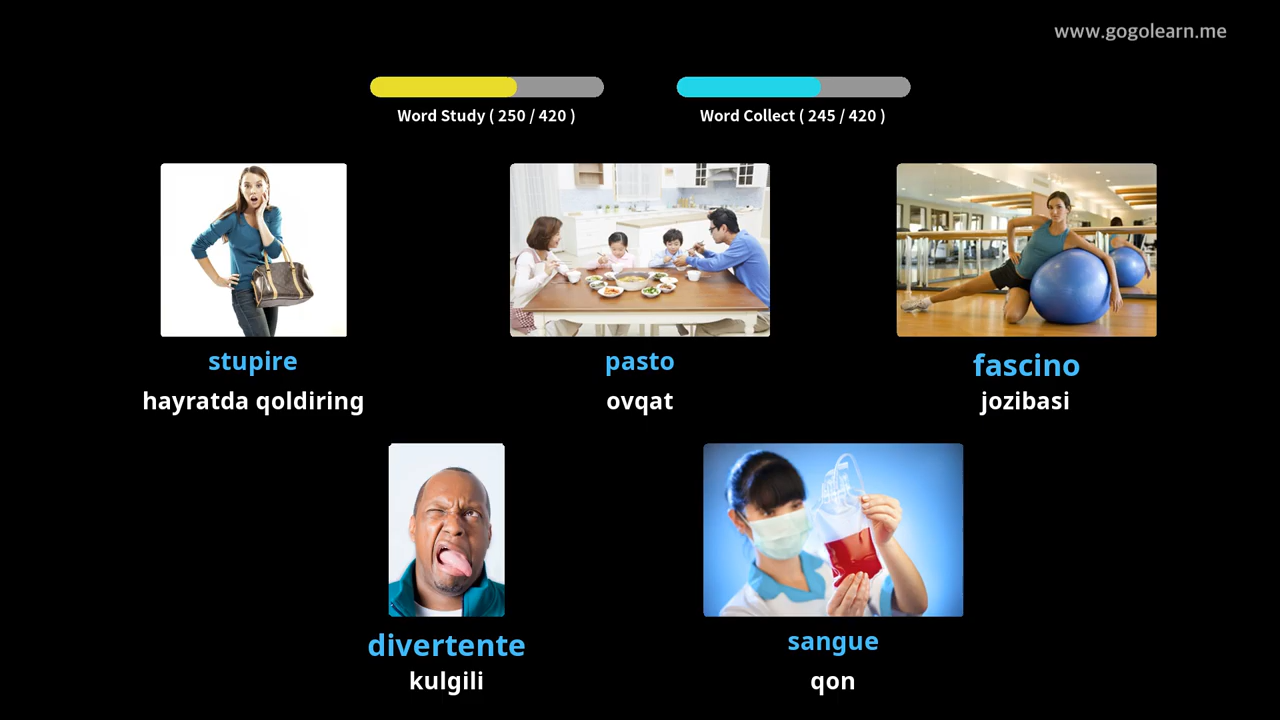 www.gogolearn.me
Word Study ( 250 / 420 )
Word Collect ( 245 / 420 )
stupire
hayratda qoldiring
pasto
ovqat
fascino
jozibasi
divertente
kulgili
sangue
qon